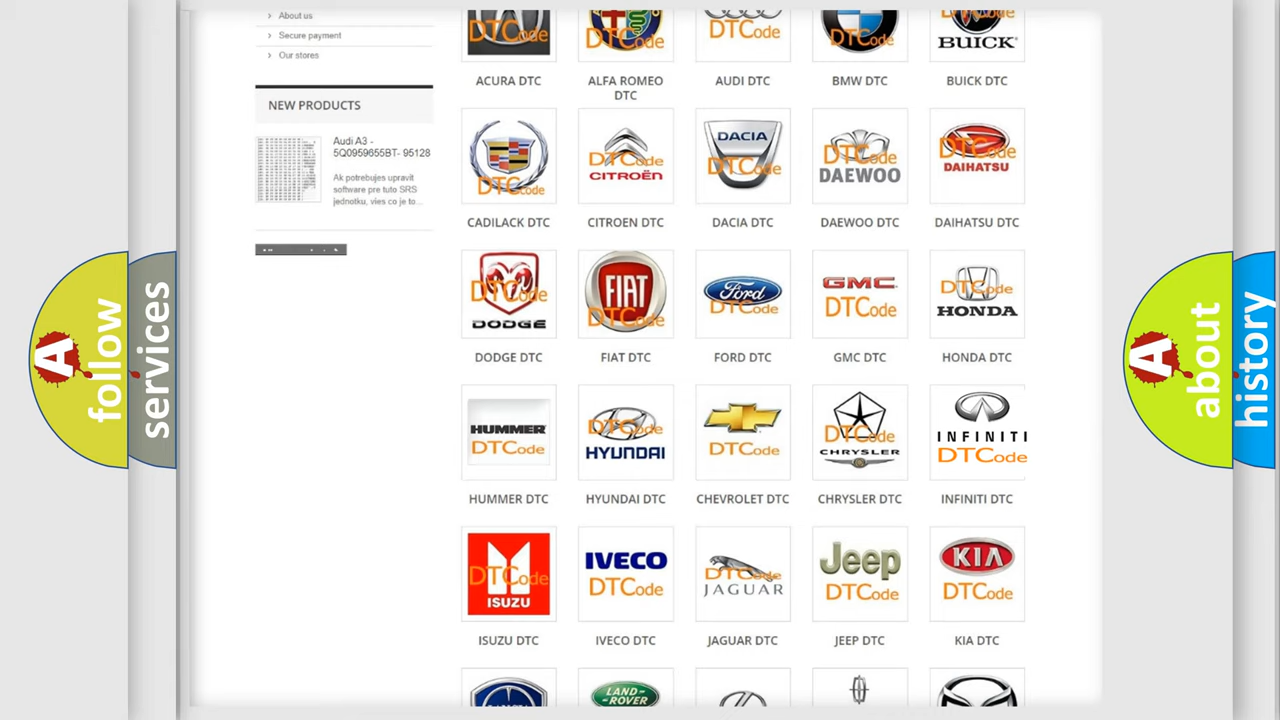 About us
Secure payment
Our stores
NEW PRODUCTS
Audi A3 -
5Q0959655BT- 95128
Ak potrebujes upravit
software pre tuto SRS
jednotku, vies co je to...
DTCode
DTCode
DTCode
DTCode
BUICK
ACURA DTC
ALFA ROMEO
DTC
AUDI DTC
BMW DTC
BUICK DTC
DTCode
DTCode
CITROËN
DACIA
DTCode
DTCode
DAEWOO
DTCode
DAIHATSU
CADILACK DTC
CITROEN DTC
DACIA DTC
DAEWOO DTC
DAIHATSU DTC
DTCode
DODGE
FIAT
DTCode
Ford
DTCode
GMC
DTCode
DTCode
HONDA
DODGE DTC
FIAT DTC
FORD DTC
GMC DTC
HONDA DTC
HUMMER
DTCode
DTCode
HYUNDAI
DTCode
DTCode
CHRYSLER
INFINITI
DTCode
HUMMER DTC
HYUNDAI DTC
CHEVROLET DTC
CHRYSLER DTC
INFINITI DTC
DTCode
ISUZU
IVECO
DTCode
DTCode
JAGUAR
Jeep
DTCode
KIA
DTCode
ISUZU DTC
IVECO DTC
JAGUAR DTC
JEEP DTC
KIA DTC
LAND-
ROVER
A follow
services
A about
history